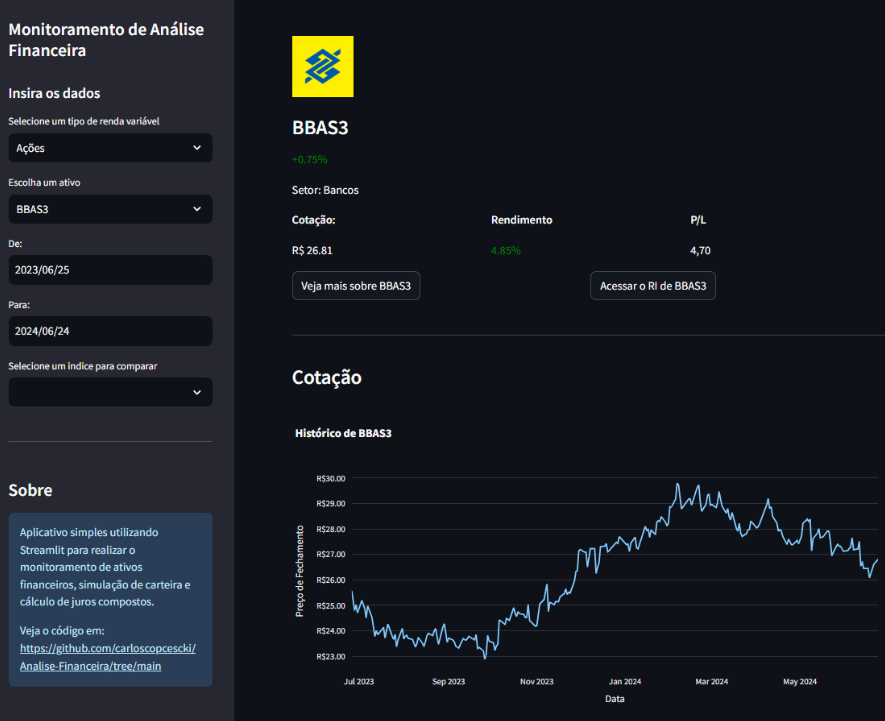 Monitoramento de Análise
Financeira
Insira os dados
Selecione um tipo de renda variável
Ações
Escolha um ativo
BBAS3
De:
2023/06/25
Para:
2024/06/24
Selecione um índice para comparar
Sobre
Aplicativo simples utilizando
Streamlit para realizar o
monitoramento de ativos
financeiros, simulação de carteira e
cálculo de juros compostos.
Veja o código em:
https://github.com/carloscopcescki/
Analise-Financeira/tree/main
BBAS3
+0.75%
Setor: Bancos
Cotação: Rendimento P/L
R$ 26.81 4.85% 4,70
Veja mais sobre BBAS3 Acessar o RI de BBAS3
Cotação
Histórico de BBAS3
Preço de Fechamento
R$30.00
R$29.00
R$28.00
R$27.00
R$26.00
R$25.00
R$24.00
R$23.00
Jul 2023 Sep 2023 Nov 2023 Jan 2024 Mar 2024 May 2024
Data